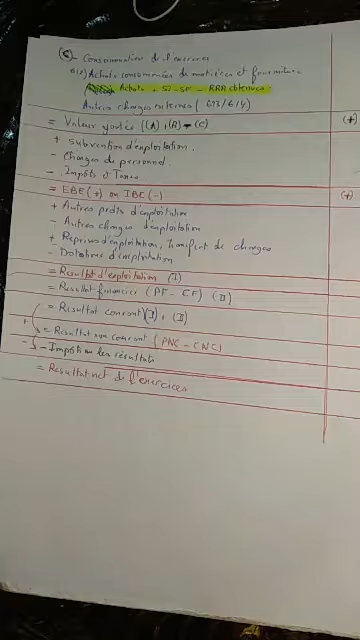 (C) - Consommation de l'exercice
612) Achats consommés de matières et fournitures
Achats + SI - SF - RRR obtenus
Autres charges externes (613/614)
= Valeur ajoutée [(A) + (B) - (C)] (+)
+ subvention d'exploitation.
- Charges de personnel.
- Impôts et Taxes
= EBE (+) ou IBE (-) (+)
+ Autres pdts d'exploitation
- Autres charges d'exploitation
+ Reprises d'exploitation, Transfert de charges
- Dotations d'exploitation
= Résultat d'exploitation (I)
= Résultat financier (PF - CF) (II)
= Résultat courant (I) + (II)
+ = Résultat non courant (PNC - CNC)
- - Impôt sur les résultats
= Résultat net de l'exercice